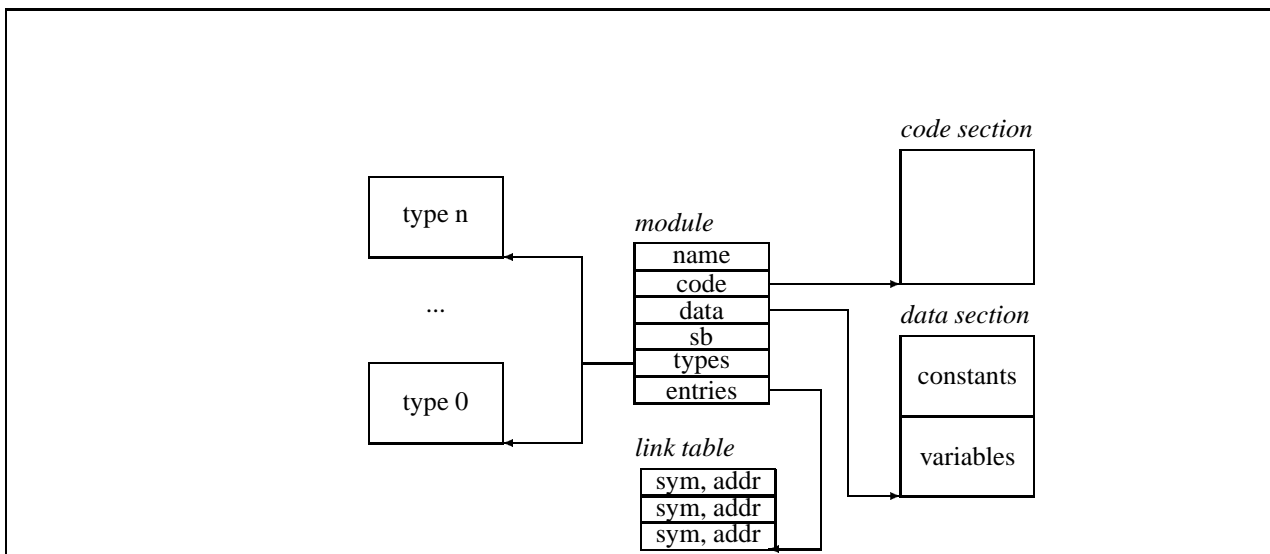 code section
type n
module
name
code
data
sb
types
entries
...
data section
constants
variables
type 0
link table
sym, addr
sym, addr
sym, addr